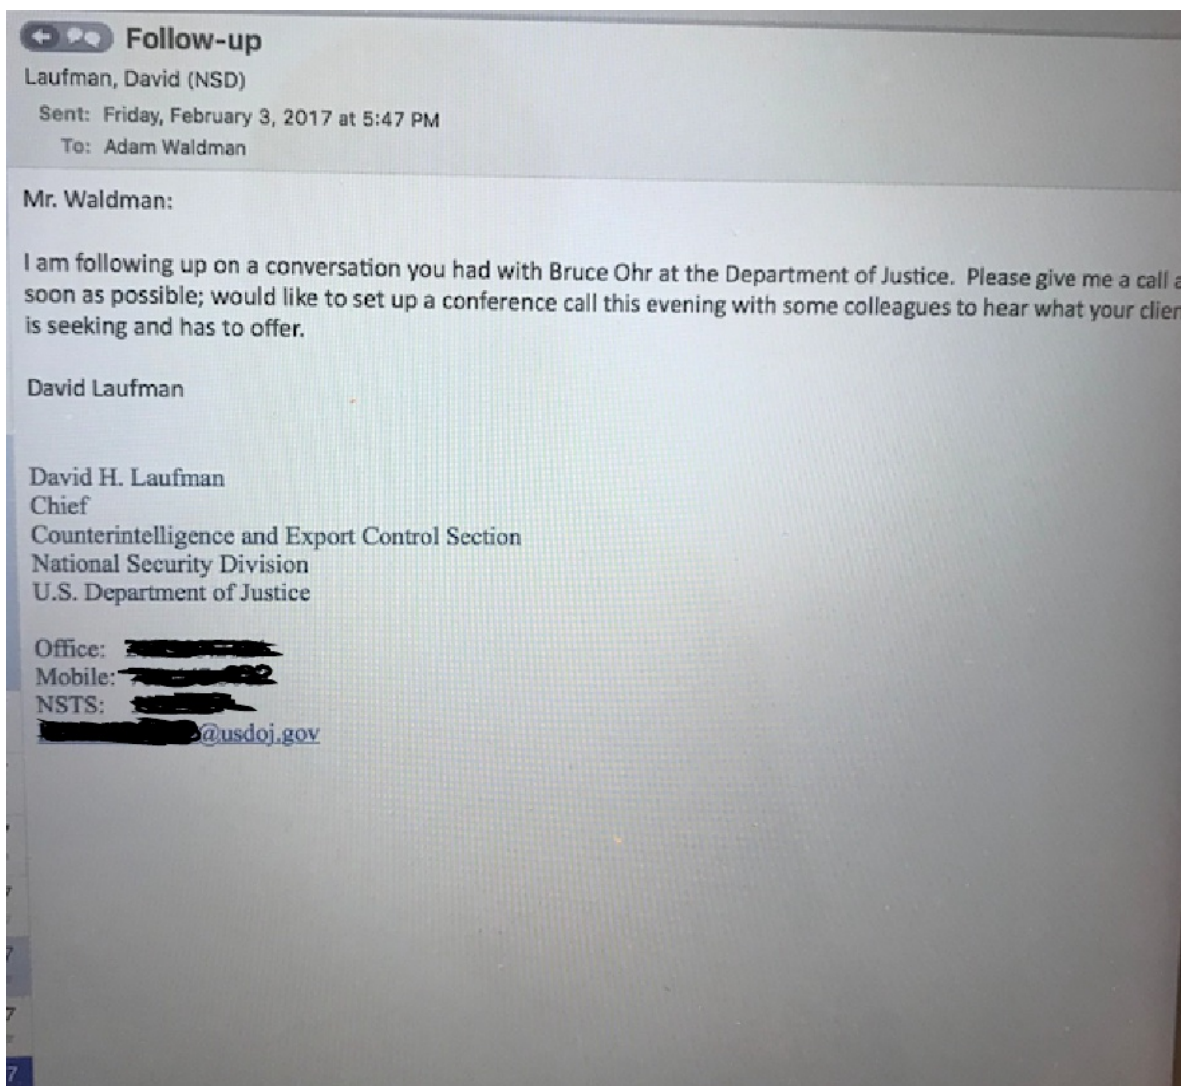 Follow-up
Laufman, David (NSD)
Sent: Friday, February 3, 2017 at 5:47 PM
To: Adam Waldman
Mr. Waldman:
I am following up on a conversation you had with Bruce Ohr at the Department of Justice. Please give me a call a
soon as possible; would like to set up a conference call this evening with some colleagues to hear what your clien
is seeking and has to offer.
David Laufman
David H. Laufman
Chief
Counterintelligence and Export Control Section
National Security Division
U.S. Department of Justice
Office:
Mobile:
NSTS:
@usdoj.gov
7
7
7